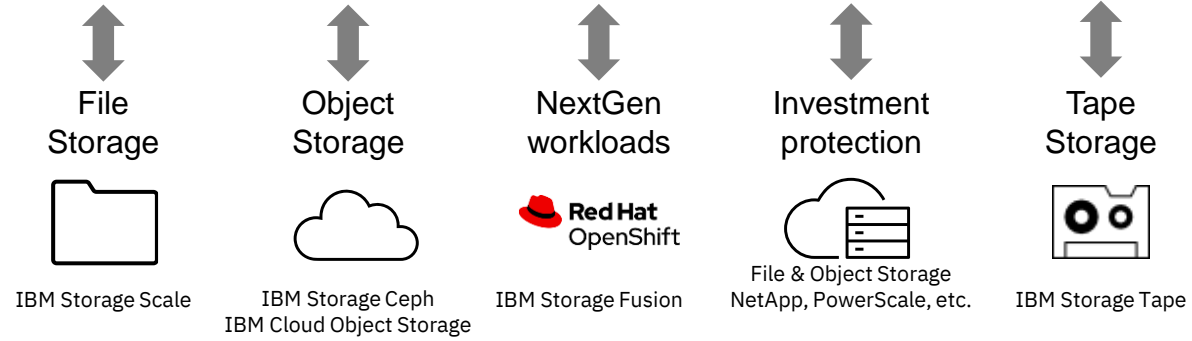 File
Storage
Object
Storage
NextGen
workloads
Investment
protection
Tape
Storage
Red Hat
OpenShift
IBM Storage Scale
IBM Storage Ceph
IBM Cloud Object Storage
IBM Storage Fusion
File & Object Storage
NetApp, PowerScale, etc.
IBM Storage Tape